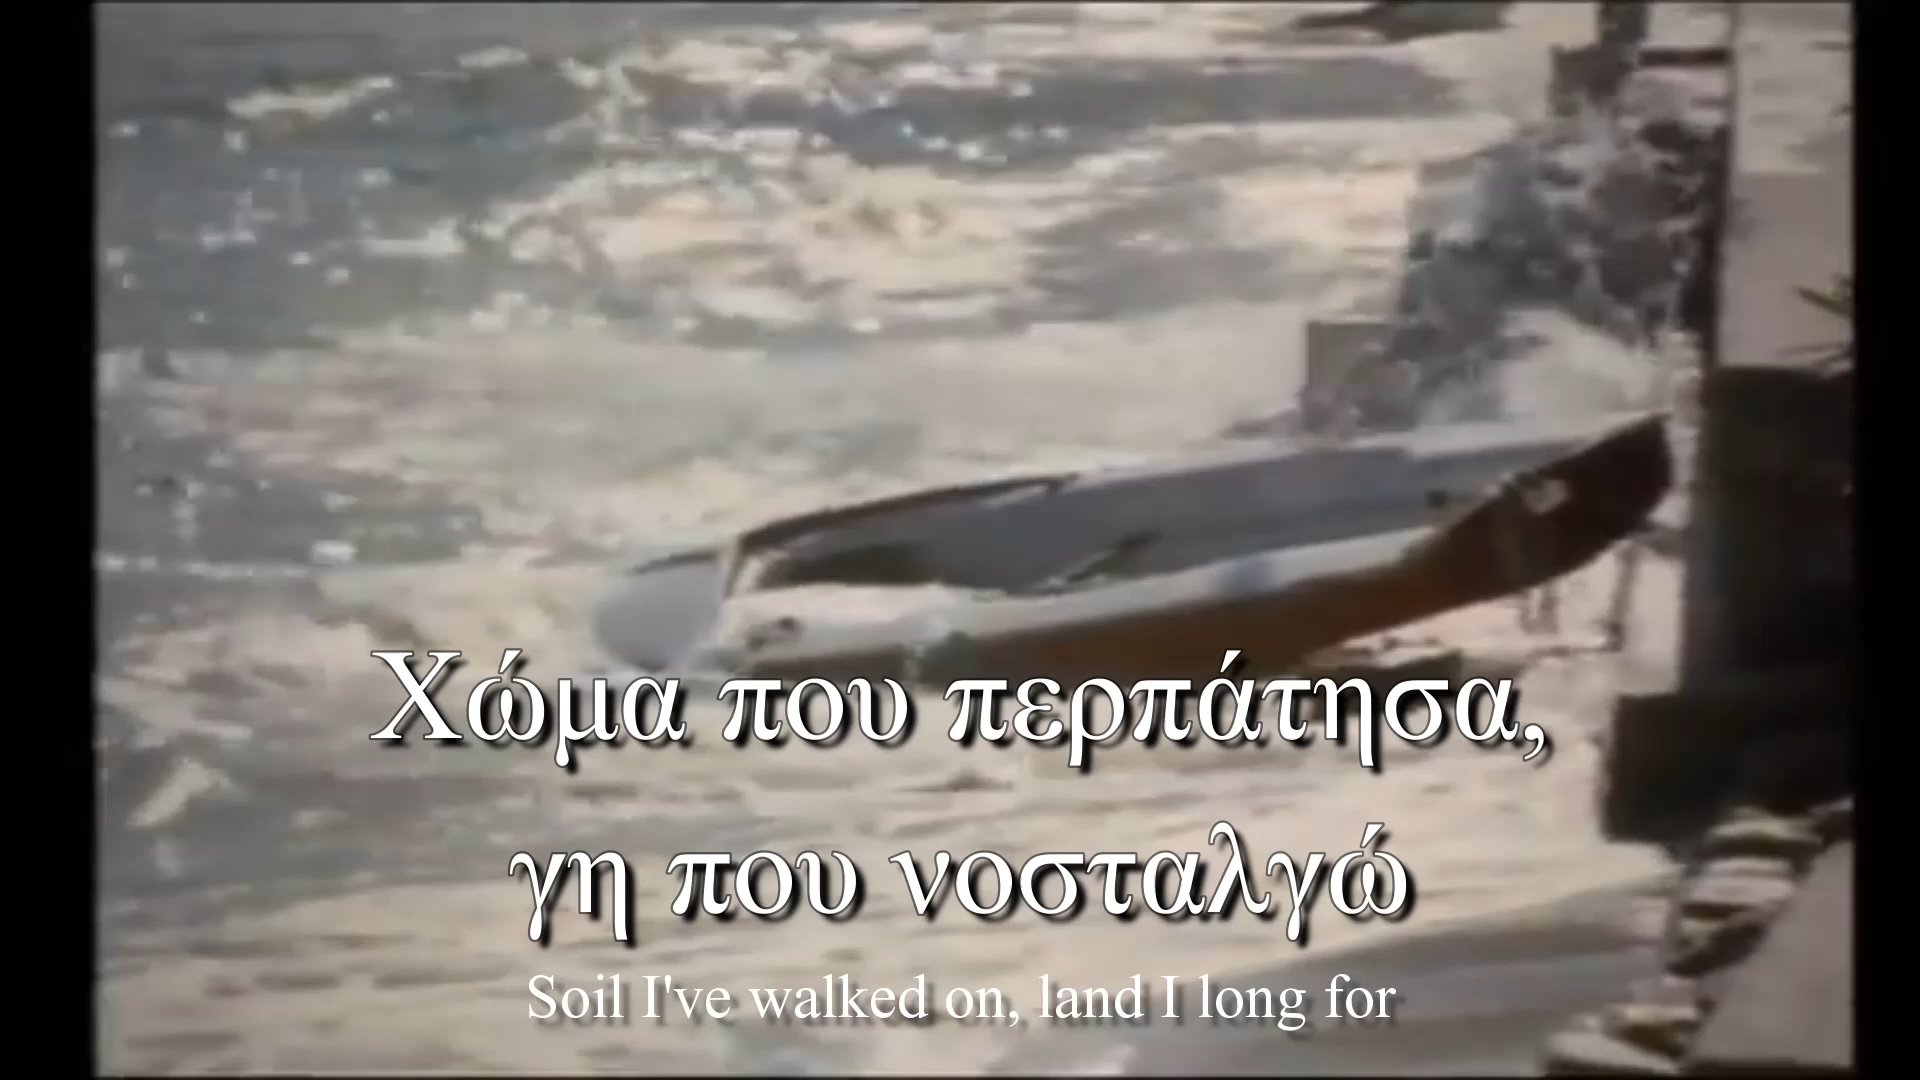 Χώμα που περπάτησα,
γη που νοσταλγώ
Soil I've walked on, land I long for